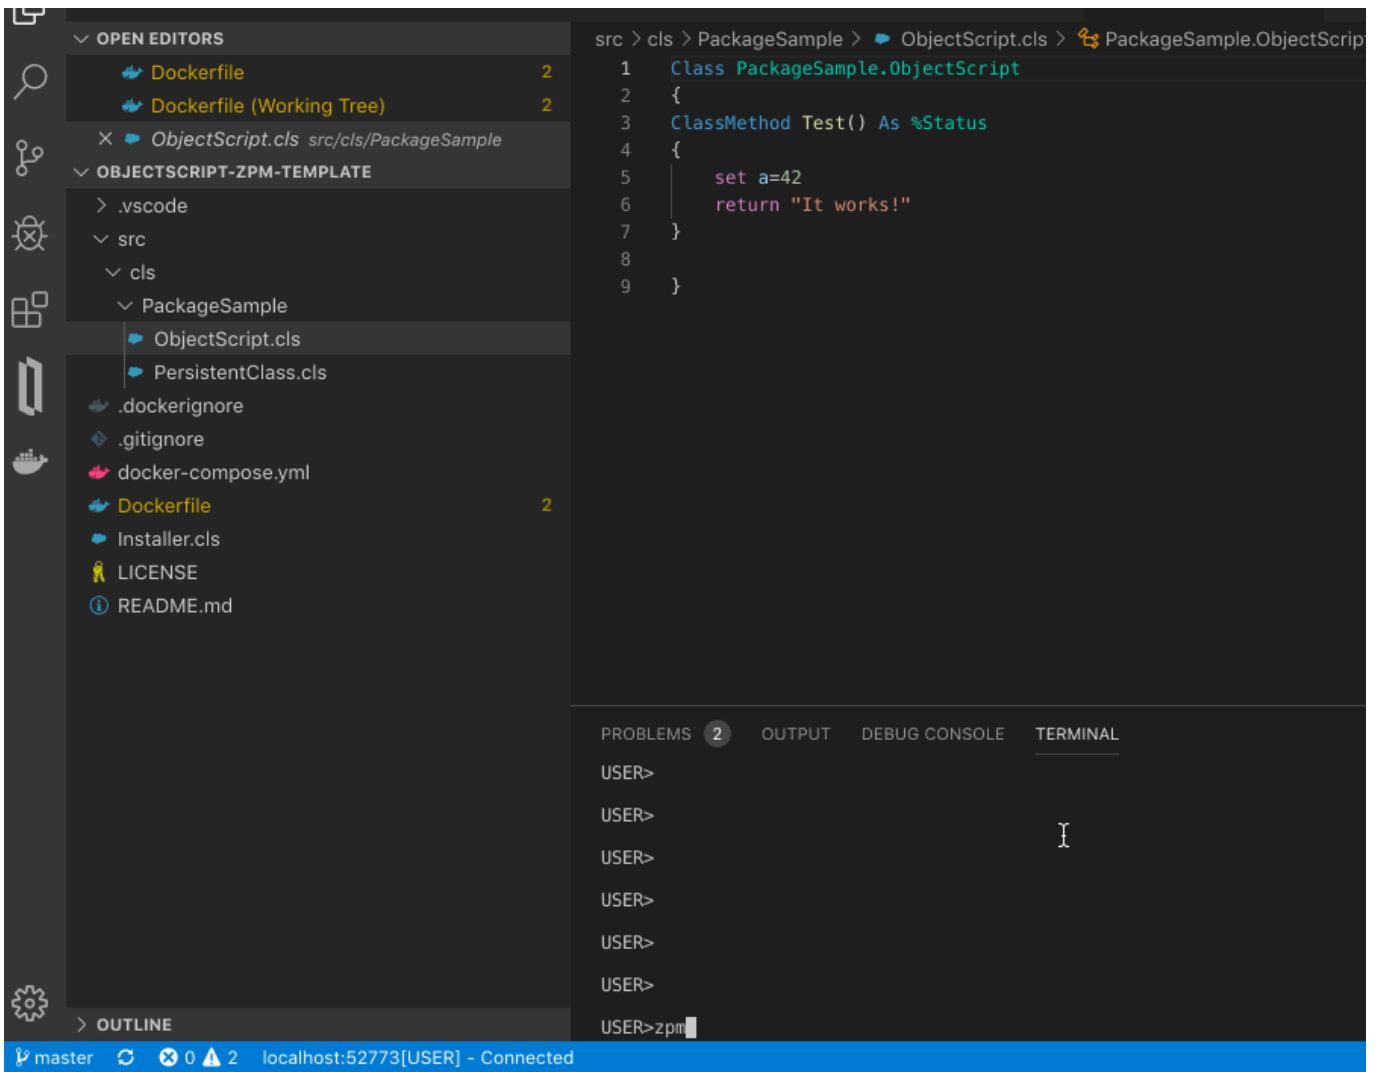 OPEN EDITORS
Dockerfile 2
Dockerfile (Working Tree) 2
ObjectScript.cls src/cls/PackageSample
OBJECTSCRIPT-ZPM-TEMPLATE
.vscode
src
cls
PackageSample
ObjectScript.cls
PersistentClass.cls
.dockerignore
.gitignore
docker-compose.yml
Dockerfile 2
Installer.cls
LICENSE
README.md
OUTLINE
src > cls > PackageSample > ObjectScript.cls > PackageSample.ObjectScrip
1 Class PackageSample.ObjectScript
2 {
3 ClassMethod Test() As %Status
4 {
5 set a=42
6 return "It works!"
7 }
8
9 }
PROBLEMS 2 OUTPUT DEBUG CONSOLE TERMINAL
USER>
USER>
USER>
USER>
USER>
USER>
USER>zpm
master 0 2 localhost:52773[USER] - Connected